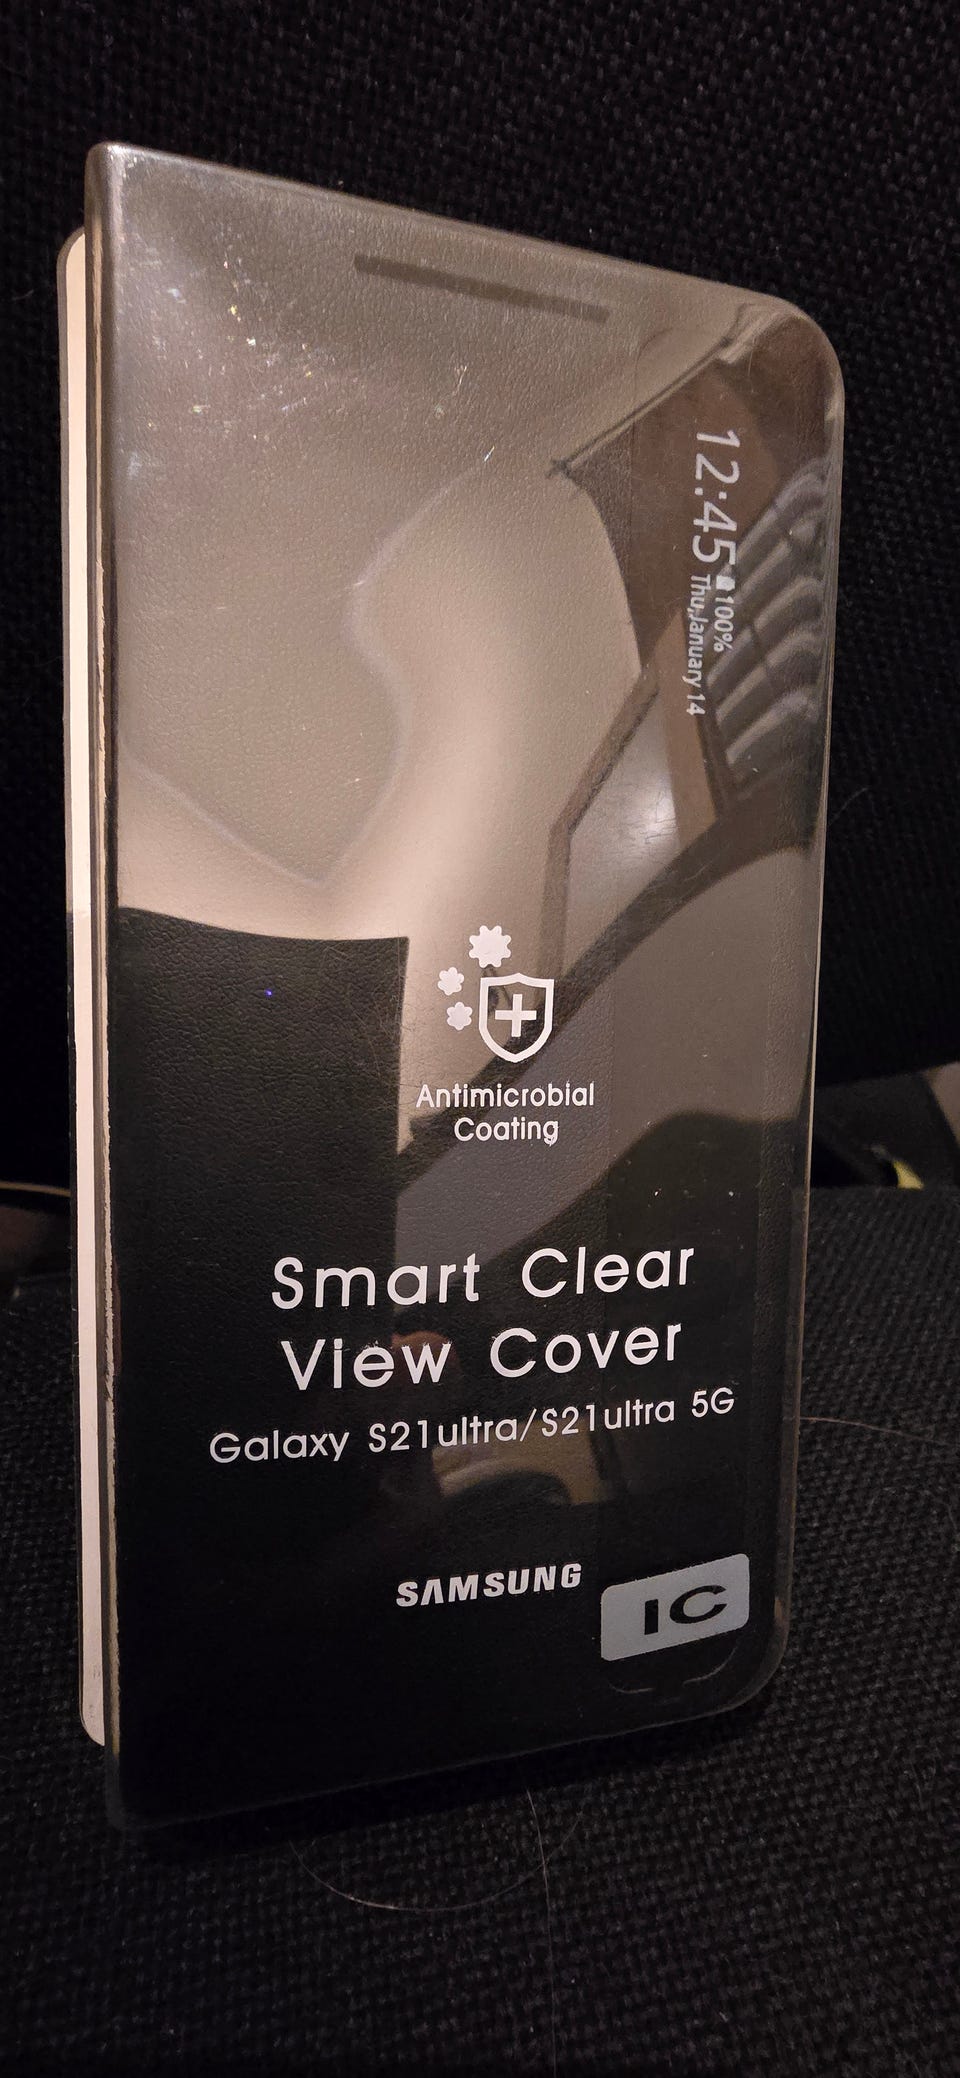 12:45
100%
Thu,January 14
Antimicrobial
Coating
Smart Clear
View Cover
Galaxy S21ultra/S21ultra 5G
SAMSUNG
IC